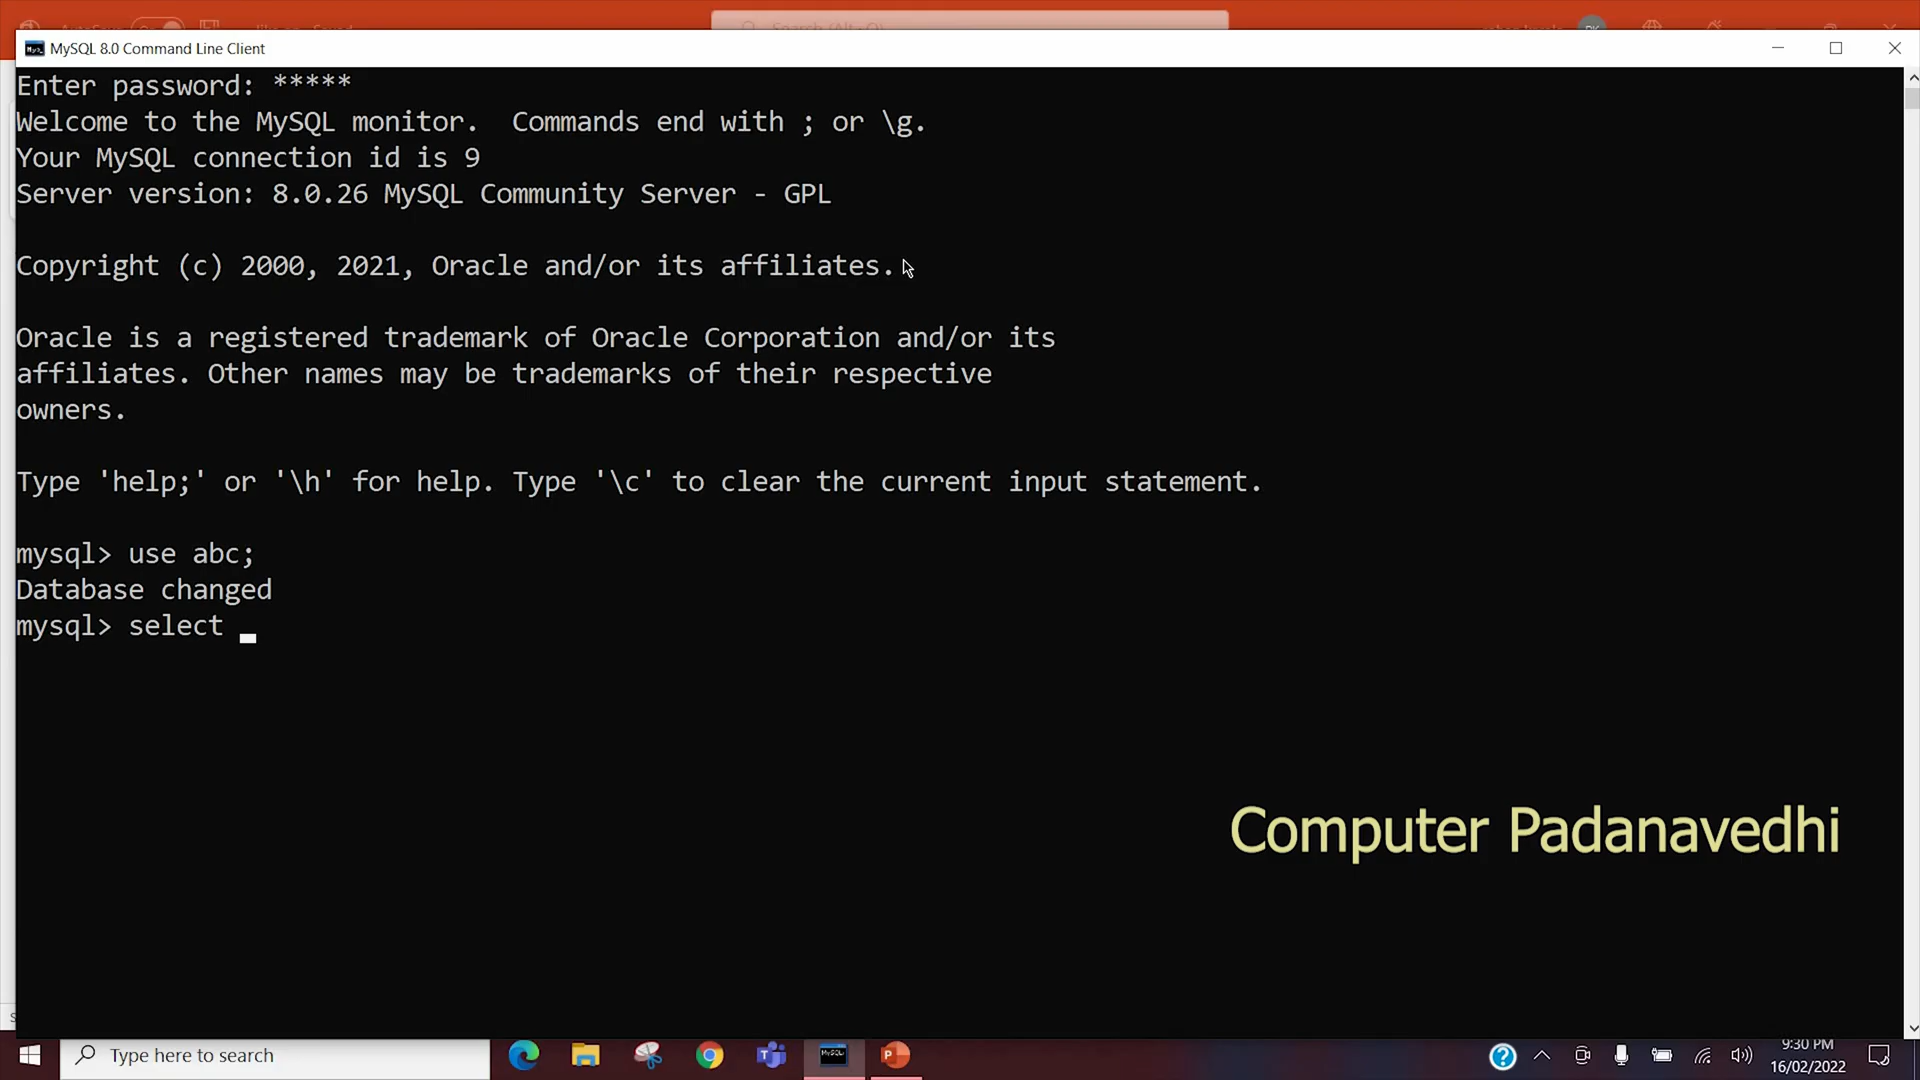 Search (Alt+Q)
MySQL 8.0 Command Line Client
Enter password: *****
Welcome to the MySQL monitor.  Commands end with ; or \g.
Your MySQL connection id is 9
Server version: 8.0.26 MySQL Community Server - GPL
Copyright (c) 2000, 2021, Oracle and/or its affiliates.
Oracle is a registered trademark of Oracle Corporation and/or its
affiliates. Other names may be trademarks of their respective
owners.
Type 'help;' or '\h' for help. Type '\c' to clear the current input statement.
mysql> use abc;
Database changed
mysql> select
Computer Padanavedhi
Type here to search
MySQL
P
9:30 PM
16/02/2022